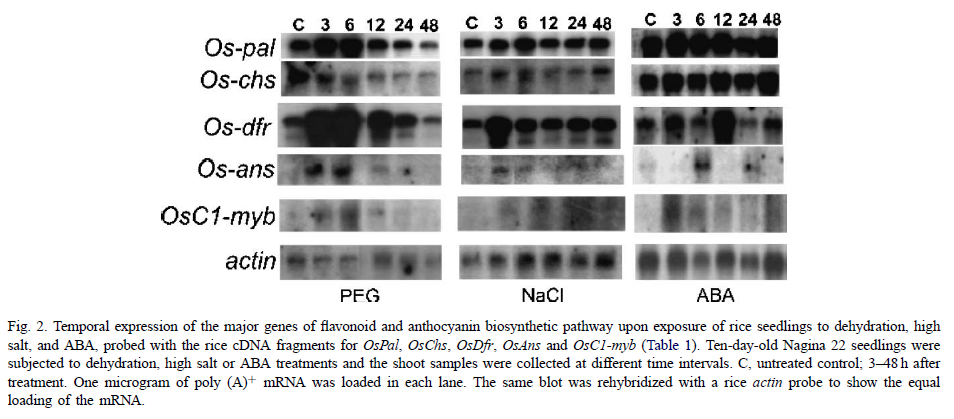 C 3 6 12 24 48 C 3 6 12 24 48 C 3 6 12 24 48
Os-pal
Os-chs
Os-dfr
Os-ans
OsC1-myb
actin
PEG NaCl ABA
Fig. 2. Temporal expression of the major genes of flavonoid and anthocyanin biosynthetic pathway upon exposure of rice seedlings to dehydration, high
salt, and ABA, probed with the rice cDNA fragments for OsPal, OsChs, OsDfr, OsAns and OsC1-myb (Table 1). Ten-day-old Nagina 22 seedlings were
subjected to dehydration, high salt or ABA treatments and the shoot samples were collected at different time intervals. C, untreated control; 3–48 h after
treatment. One microgram of poly (A)+ mRNA was loaded in each lane. The same blot was rehybridized with a rice actin probe to show the equal
loading of the mRNA.